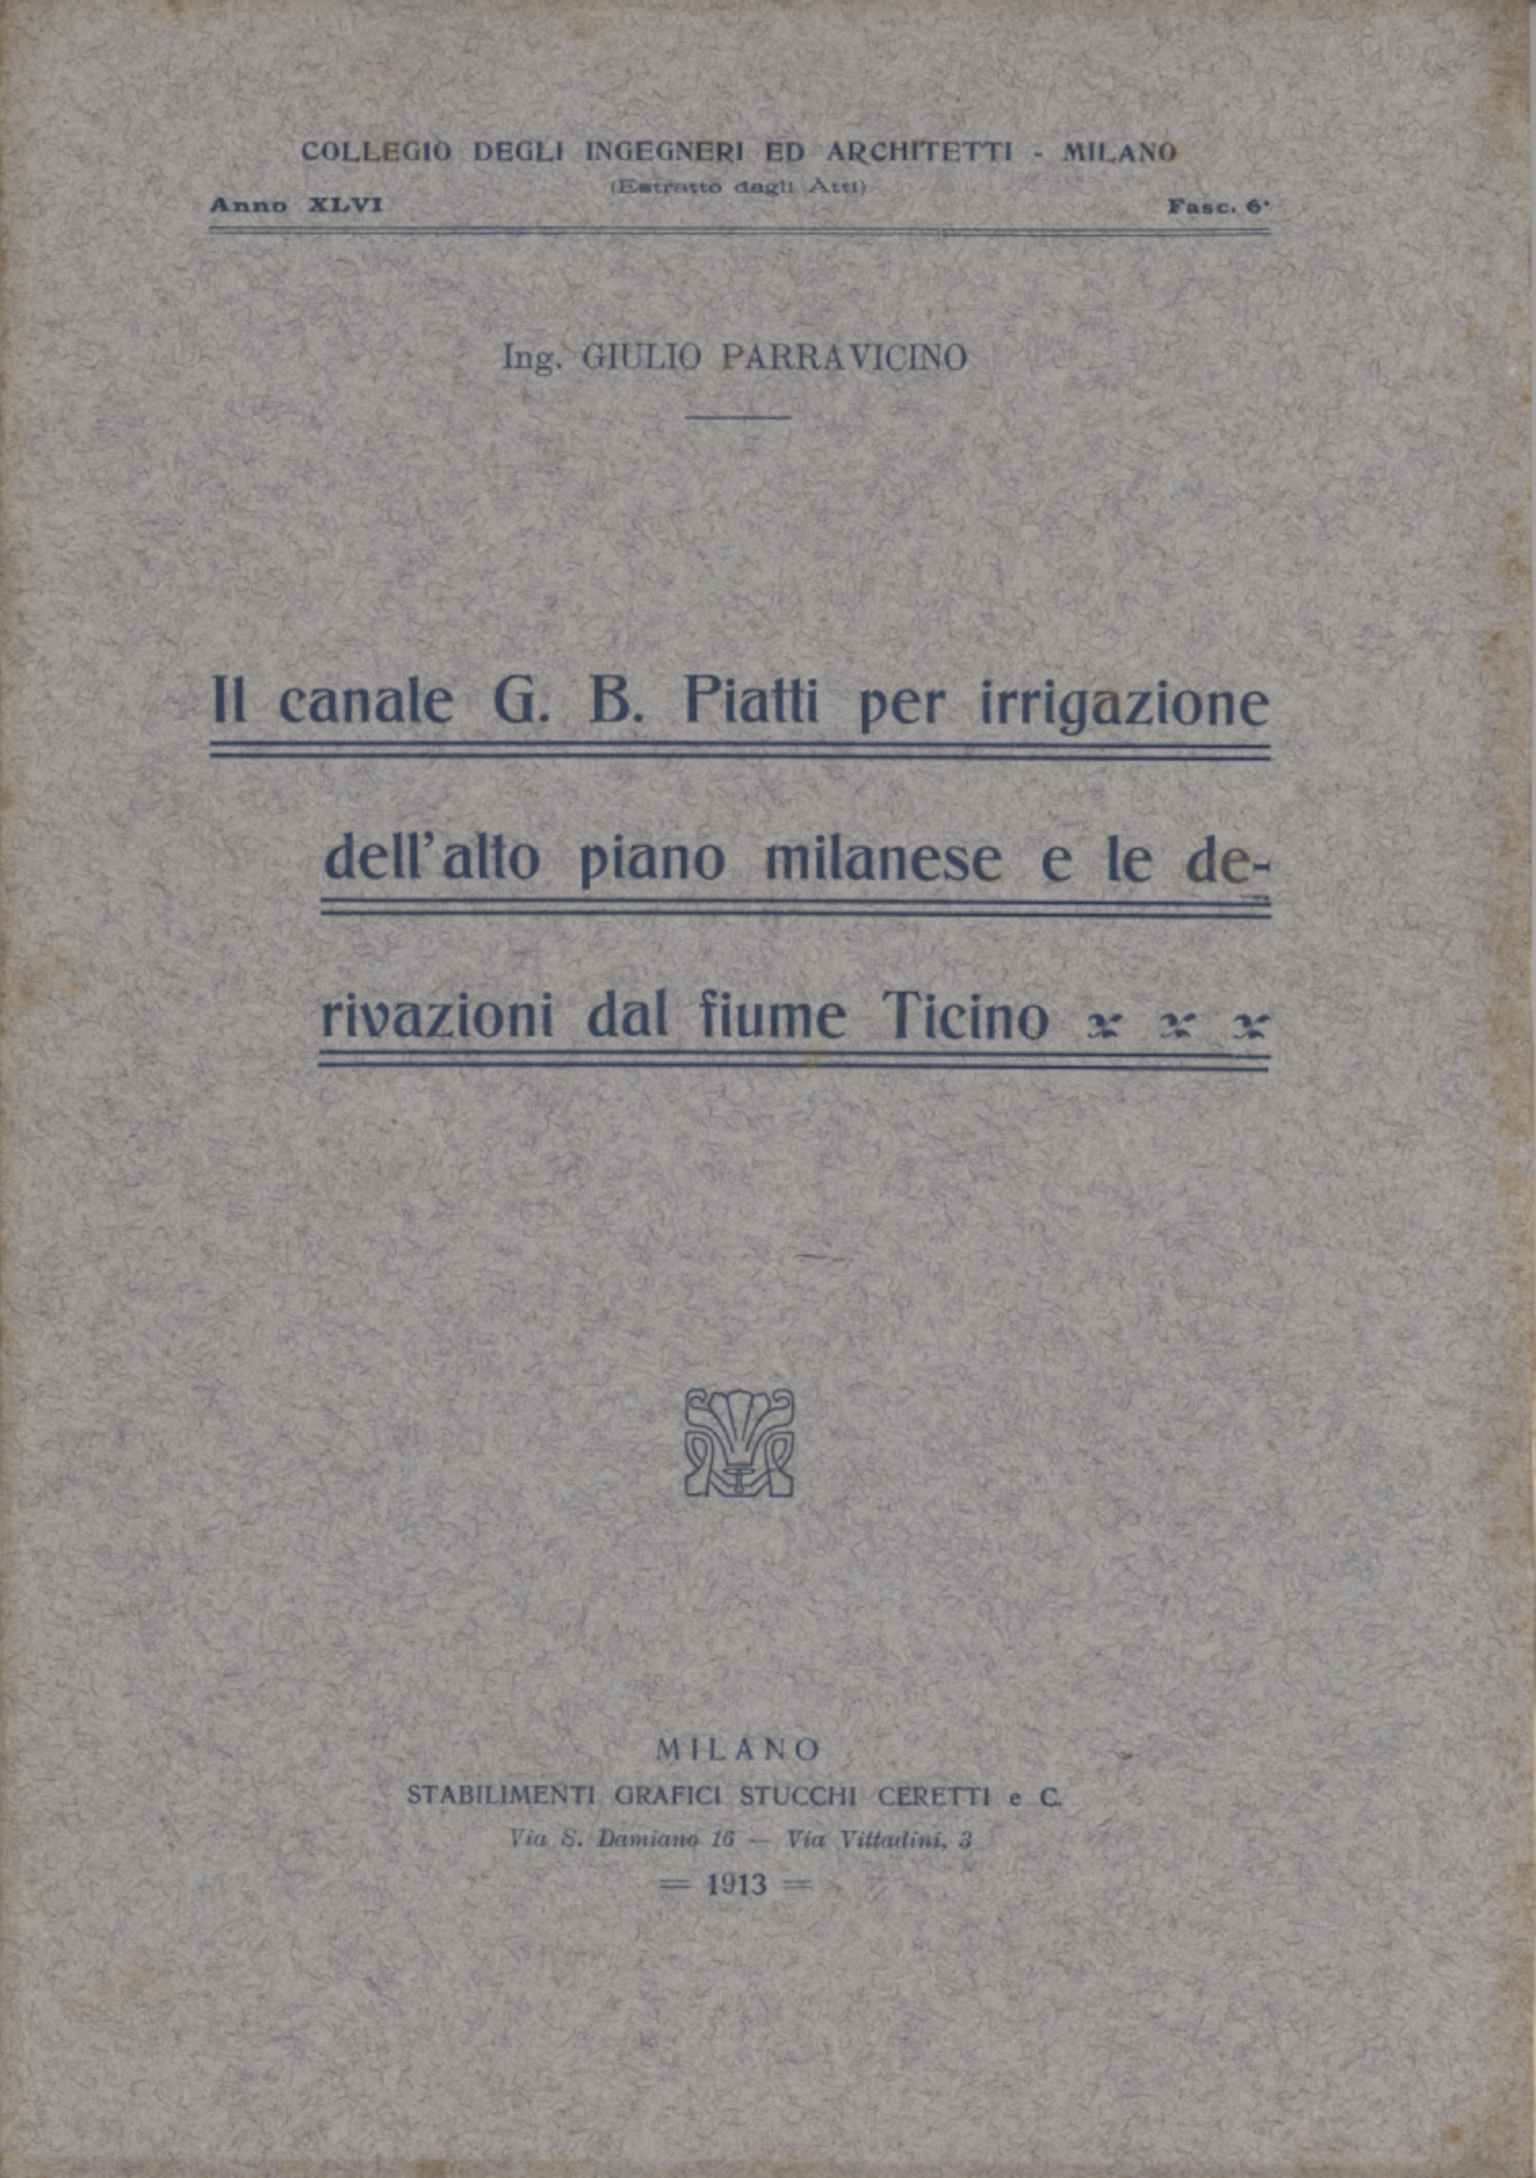 COLLEGIO DEGLI INGEGNERI ED ARCHITETTI - MILANO
(Estratto dagli Atti)
Anno XLVI Fasc. 6°
Ing. GIULIO PARRAVICINO
Il canale G. B. Piatti per irrigazione
dell'alto piano milanese e le de-
rivazioni dal fiume Ticino
MILANO
STABILIMENTI GRAFICI STUCCHI CERETTI e C.
Via S. Damiano 16 — Via Vittadini, 3
= 1913 =